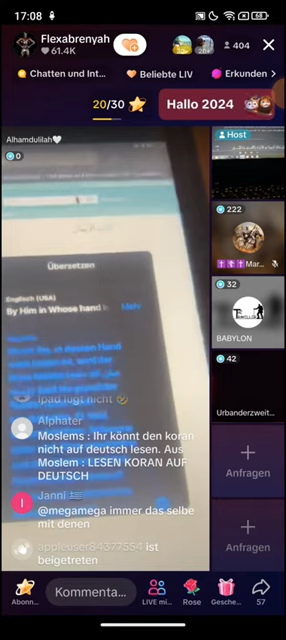 17:08
68
Flexabrenyah
61.4K
404
Chatten und Int...
Beliebte LIV
Erkunden
20/30
Hallo 2024
Alhamdulilah
0
Host
Übersetzen
222
Mar...
Englisch (USA)
By Him in Whose hand
Mehr
32
BABYLON
42
Urbanderzweit...
Ipad lügt nicht
Alphater
Moslems : Ihr könnt den koran
nicht auf deutsch lesen. Aus
Moslem : LESEN KORAN AUF
DEUTSCH
Anfragen
I
Janni
@megamega immer das selbe
mit denen
appleuser84377554 ist
beigetreten
Anfragen
Abonn...
Kommenta...
LIVE mi...
Rose
Gesche...
57